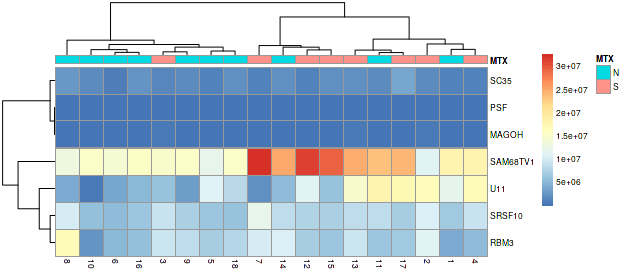 MTX
SC35
PSF
MAGOH
SAM68TV1
U11
SRSF10
RBM3
8 10 6 16 3 9 5 18 7 14 12 15 13 11 17 2 1 4
3e+07
2.5e+07
2e+07
1.5e+07
1e+07
5e+06
MTX
N
S